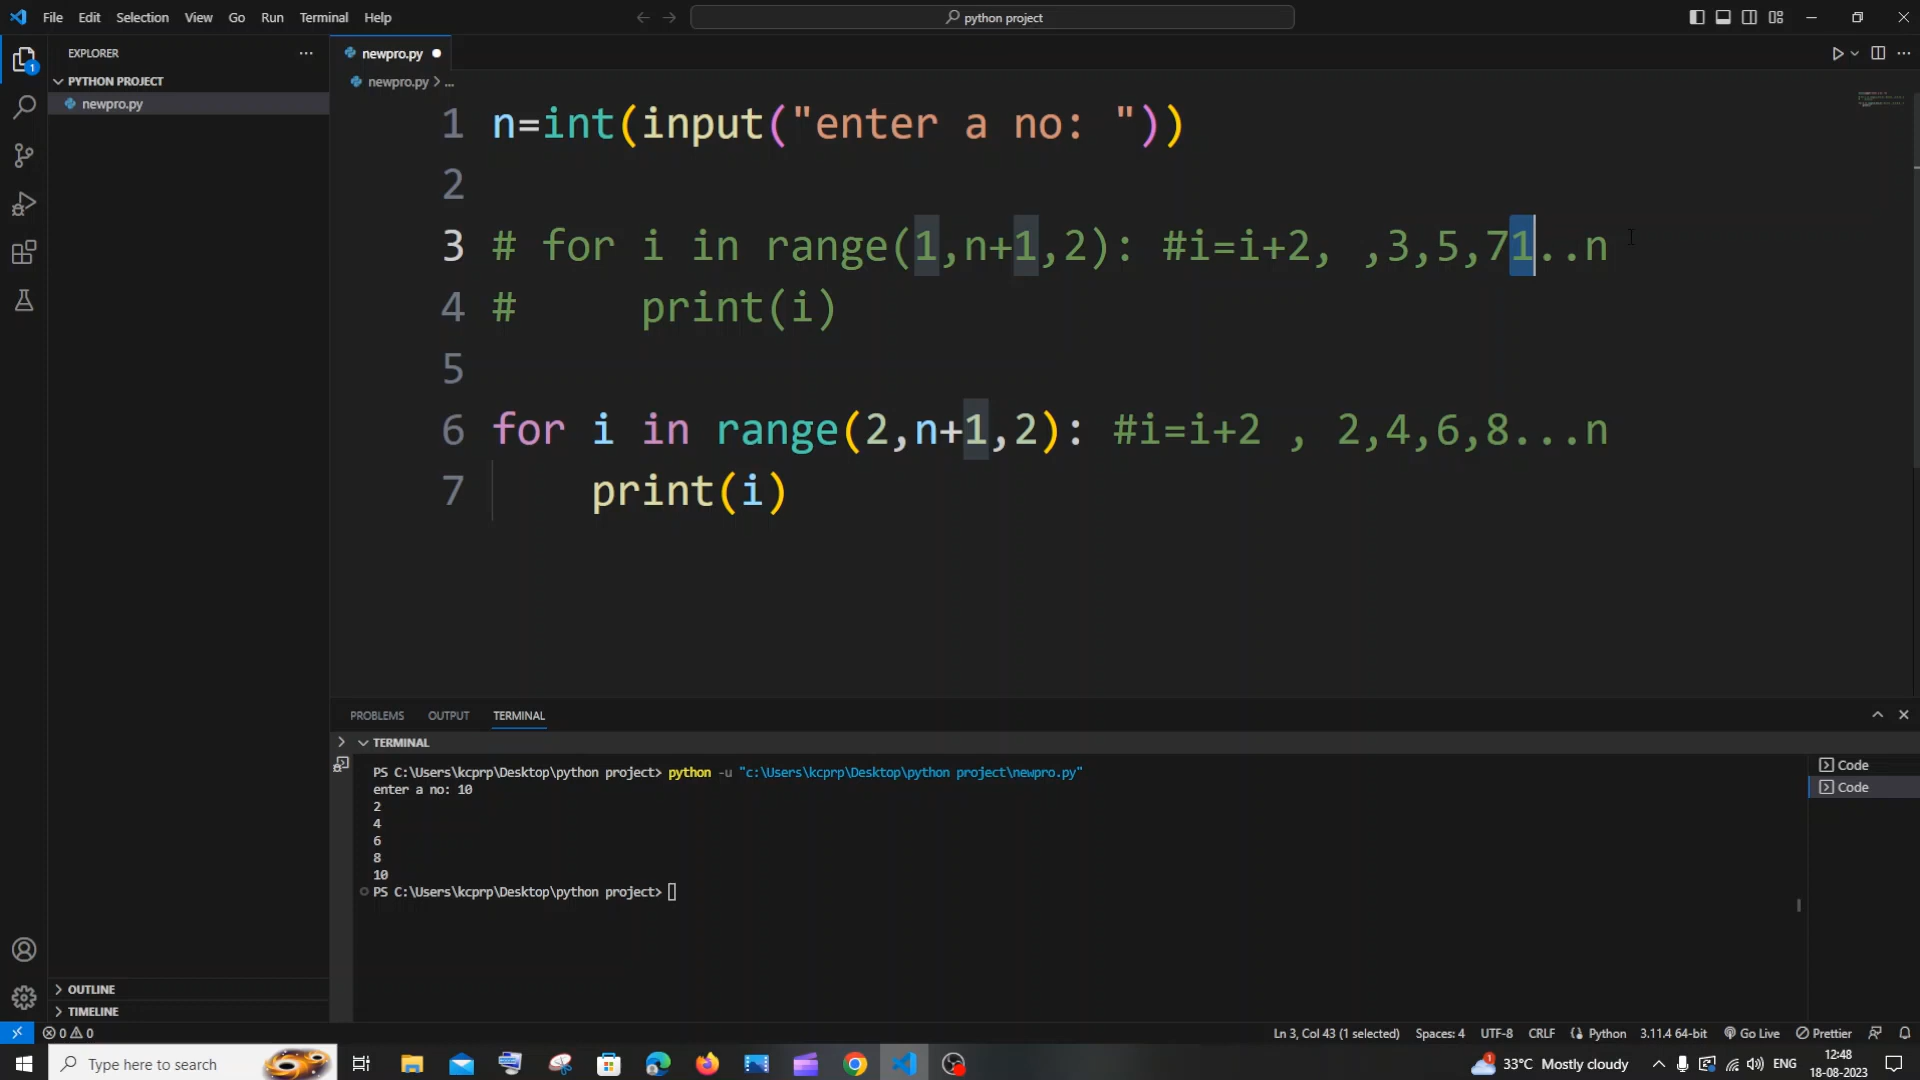 File Edit Selection View Go Run Terminal Help
python project
EXPLORER
PYTHON PROJECT
newpro.py
OUTLINE
TIMELINE
1
newpro.py
newpro.py > ...
1 n=int(input("enter a no: "))
2
3 # for i in range(1,n+1,2): #i=i+2, ,3,5,71..n
4 #     print(i)
5
6 for i in range(2,n+1,2): #i=i+2 , 2,4,6,8...n
7     print(i)
PROBLEMS OUTPUT TERMINAL
TERMINAL
PS C:\Users\kcprp\Desktop\python project> python -u "c:\Users\kcprp\Desktop\python project\newpro.py"
enter a no: 10
2
4
6
8
10
PS C:\Users\kcprp\Desktop\python project>
Code
Code
0 0
Ln 3, Col 43 (1 selected) Spaces: 4 UTF-8 CRLF Python 3.11.4 64-bit Go Live Prettier
Type here to search
1
33°C Mostly cloudy
ENG
12:48
18-08-2023